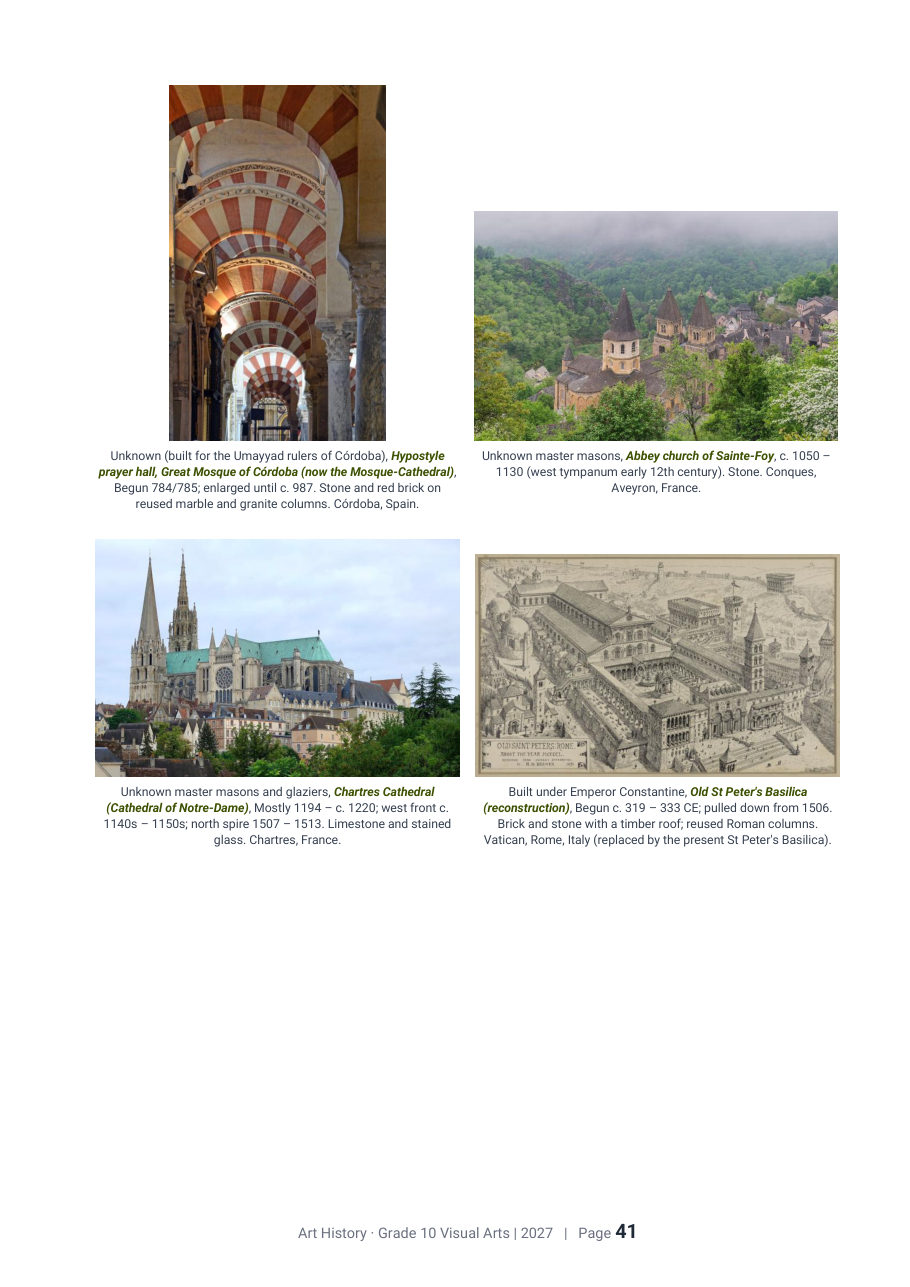 Unknown (built for the Umayyad rulers of Córdoba), Hypostyle
prayer hall, Great Mosque of Córdoba (now the Mosque-Cathedral),
Begun 784/785; enlarged until c. 987. Stone and red brick on
reused marble and granite columns. Córdoba, Spain.
Unknown master masons, Abbey church of Sainte-Foy, c. 1050 –
1130 (west tympanum early 12th century). Stone. Conques,
Aveyron, France.
OLD SAINT PETERS ROME
ABOUT THE YEAR
Unknown master masons and glaziers, Chartres Cathedral
(Cathedral of Notre-Dame), Mostly 1194 – c. 1220; west front c.
1140s – 1150s; north spire 1507 – 1513. Limestone and stained
glass. Chartres, France.
Built under Emperor Constantine, Old St Peter's Basilica
(reconstruction), Begun c. 319 – 333 CE; pulled down from 1506.
Brick and stone with a timber roof; reused Roman columns.
Vatican, Rome, Italy (replaced by the present St Peter's Basilica).
Art History · Grade 10 Visual Arts | 2027 | Page 41